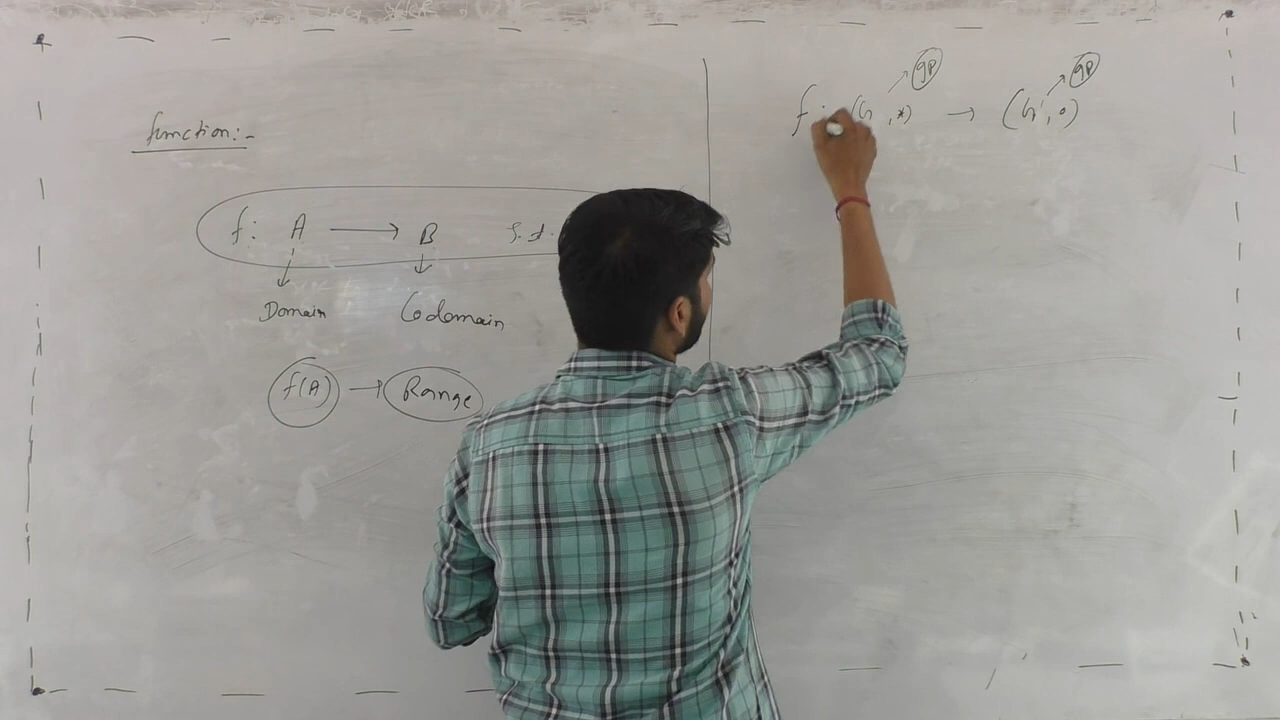 function:-
f: A → B s.t.
Domain Codomain
f(A) → Range
gp gp
f: (G, *) → (G', o)